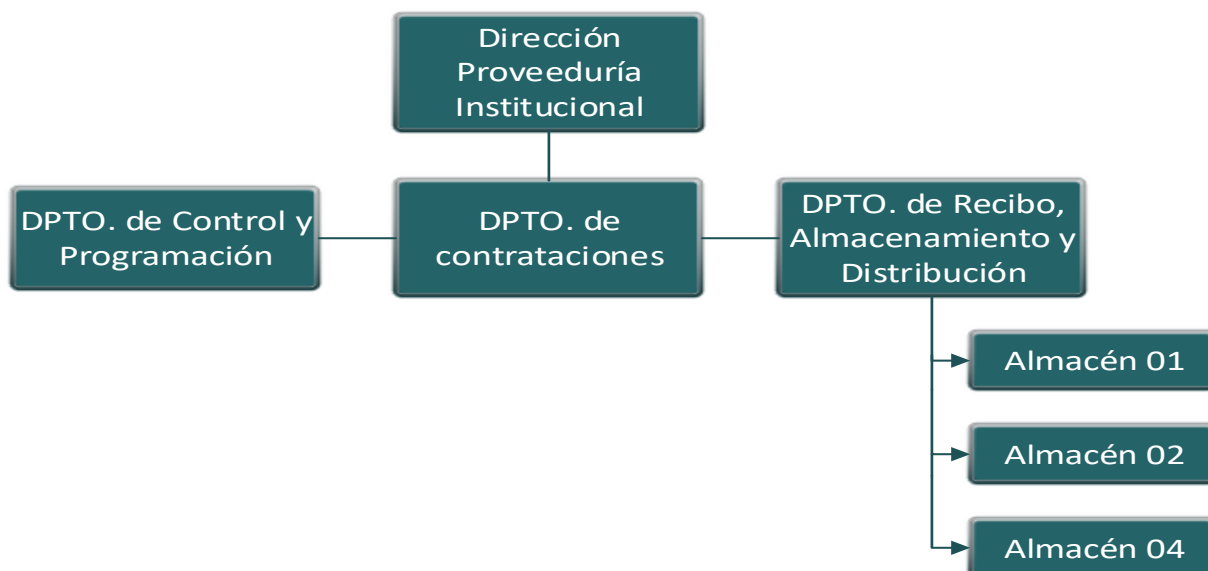 Dirección
Proveeduría
Institucional
DPTO. de Control y
Programación
DPTO. de
contrataciones
DPTO. de Recibo,
Almacenamiento y
Distribución
Almacén 01
Almacén 02
Almacén 04